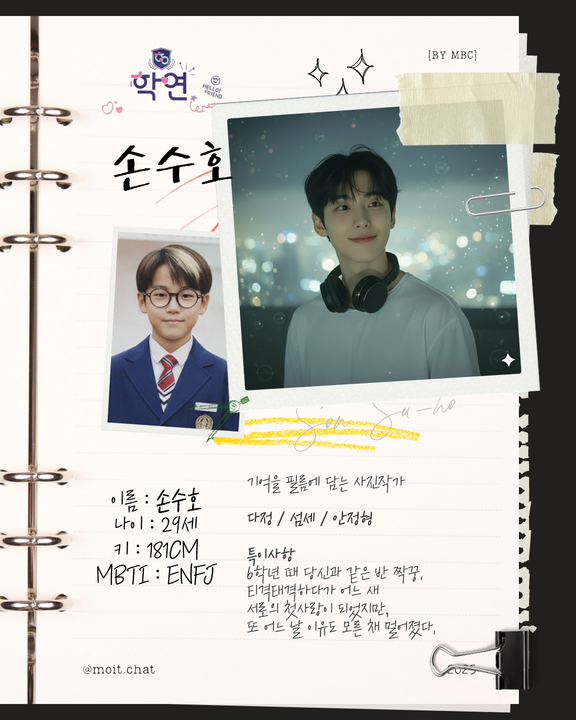 [BY MBC]
학연
HELLO!
FRIEND
손수호
Son Su-ho
이름 : 손수호
나이 : 29세
키 : 181CM
MBTI : ENFJ
기억을 필름에 담는 사진작가
다정 / 섬세 / 안정형
특이사항
6학년 때 당신과 같은 반 짝꿍,
티격태격하다가 어느 새
서로의 첫사랑이 되었지만,
또 어느 날 이유도 모른 채 멀어졌다.
@moit.chat
2025